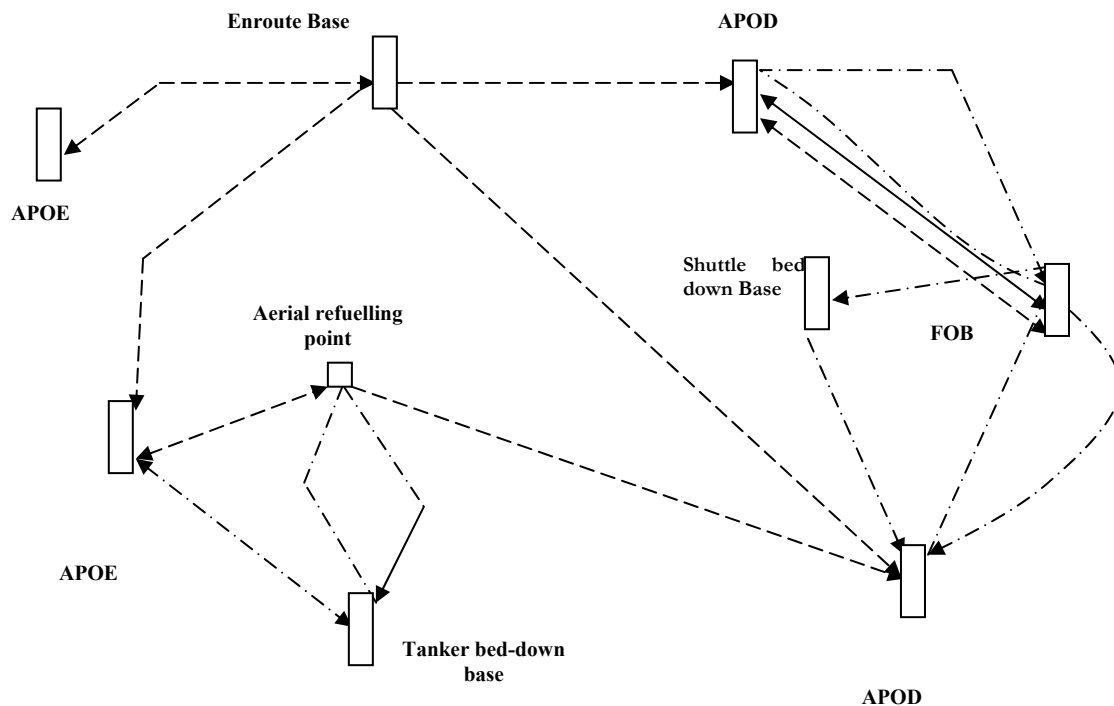 Enroute Base
APOD
APOE
Shuttle bed
down Base
Aerial refuelling
point
FOB
APOE
Tanker bed-down
base
APOD